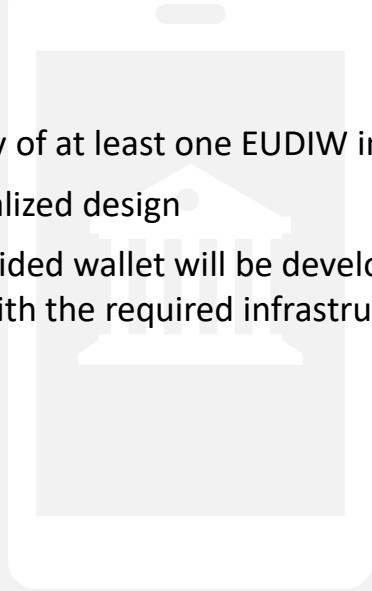 y of at least one EUDIW in
alized design
ided wallet will be develo
ith the required infrastru